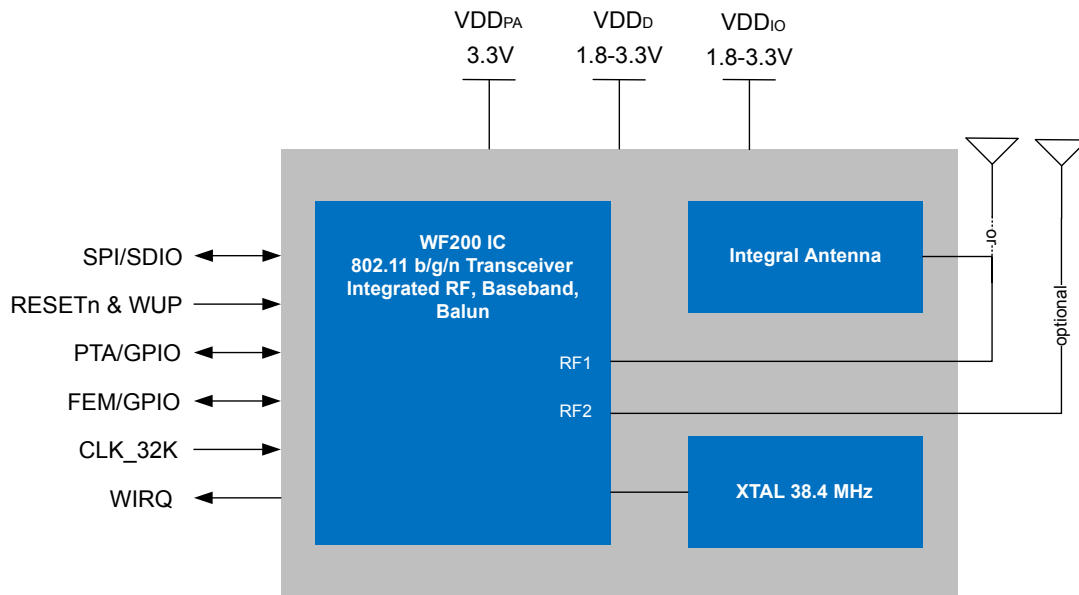 VDDPA
3.3V
VDDD
1.8-3.3V
VDDIO
1.8-3.3V
SPI/SDIO
RESETn & WUP
PTA/GPIO
FEM/GPIO
CLK_32K
WIRQ
WF200 IC
802.11 b/g/n Transceiver
Integrated RF, Baseband,
Balun
RF1
RF2
Integral Antenna
XTAL 38.4 MHz
or
optional